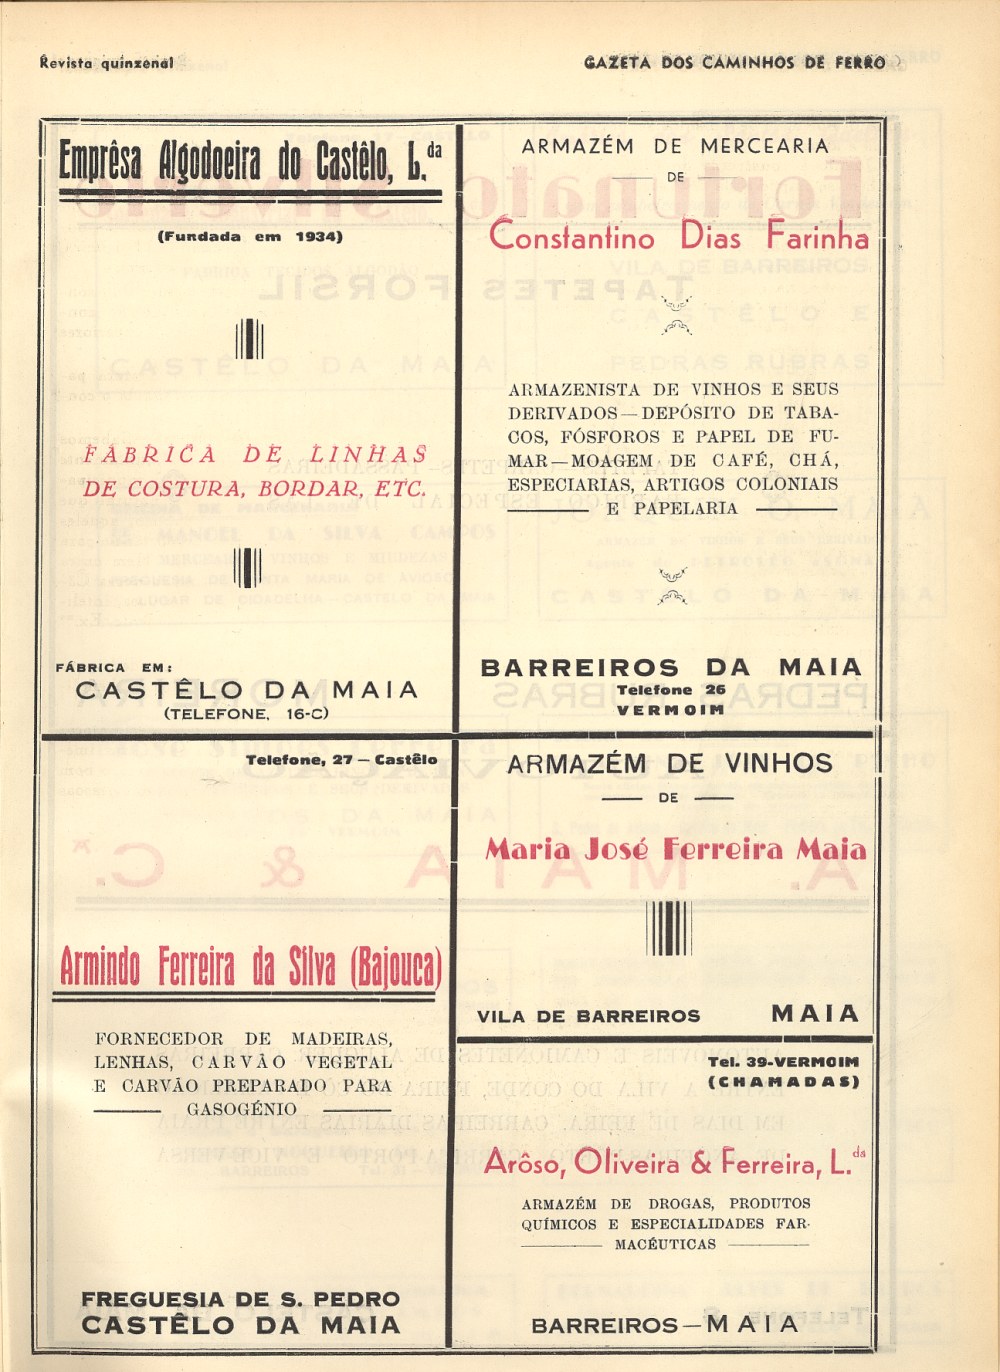 Revista quinzenal
GAZETA DOS CAMINHOS DE FERRO
Emprêsa Algodoeira do Castêlo, L.da
(Fundada em 1934)
FÁBRICA DE LINHAS
DE COSTURA, BORDAR, ETC.
FÁBRICA EM:
CASTÊLO DA MAIA
(TELEFONE, 16-C)
ARMAZÉM DE MERCEARIA
DE
Constantino Dias Farinha
ARMAZENISTA DE VINHOS E SEUS
DERIVADOS—DEPÓSITO DE TABA-
COS, FÓSFOROS E PAPEL DE FU-
MAR—MOAGEM DE CAFÉ, CHÁ,
ESPECIARIAS, ARTIGOS COLONIAIS
E PAPELARIA
BARREIROS DA MAIA
Telefone 26
VERMOIM
Telefone, 27 — Castêlo
Armindo Ferreira da Silva (Bajouca)
FORNECEDOR DE MADEIRAS,
LENHAS, CARVÃO VEGETAL
E CARVÃO PREPARADO PARA
GASOGÉNIO
FREGUESIA DE S. PEDRO
CASTÊLO DA MAIA
ARMAZÉM DE VINHOS
DE
Maria José Ferreira Maia
VILA DE BARREIROS MAIA
Tel. 39-VERMOIM
(CHAMADAS)
Arôso, Oliveira & Ferreira, L.da
ARMAZÉM DE DROGAS, PRODUTOS
QUÍMICOS E ESPECIALIDADES FAR-
MACÉUTICAS
BARREIROS—MAIA